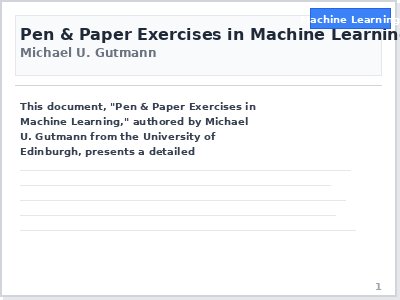 Machine Learning
Pen & Paper Exercises in Machine Learning
Michael U. Gutmann
This document, "Pen & Paper Exercises in
Machine Learning," authored by Michael
U. Gutmann from the University of
Edinburgh, presents a detailed
1